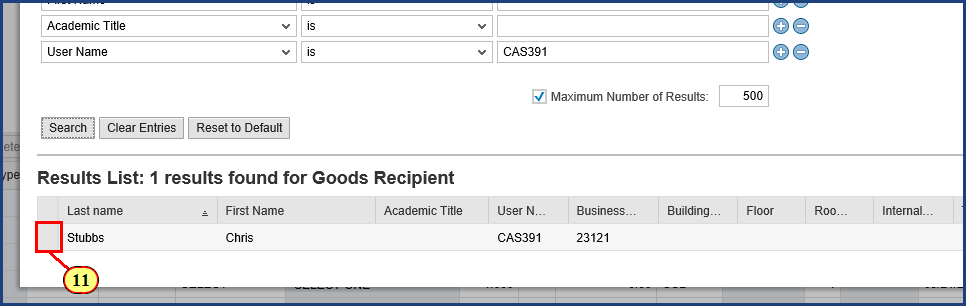 is
Academic Title is
User Name is CAS391
Maximum Number of Results: 500
Search Clear Entries Reset to Default
Results List: 1 results found for Goods Recipient
Last name First Name Academic Title User N... Business... Building... Floor Roo... Internal...
Stubbs Chris CAS391 23121
11